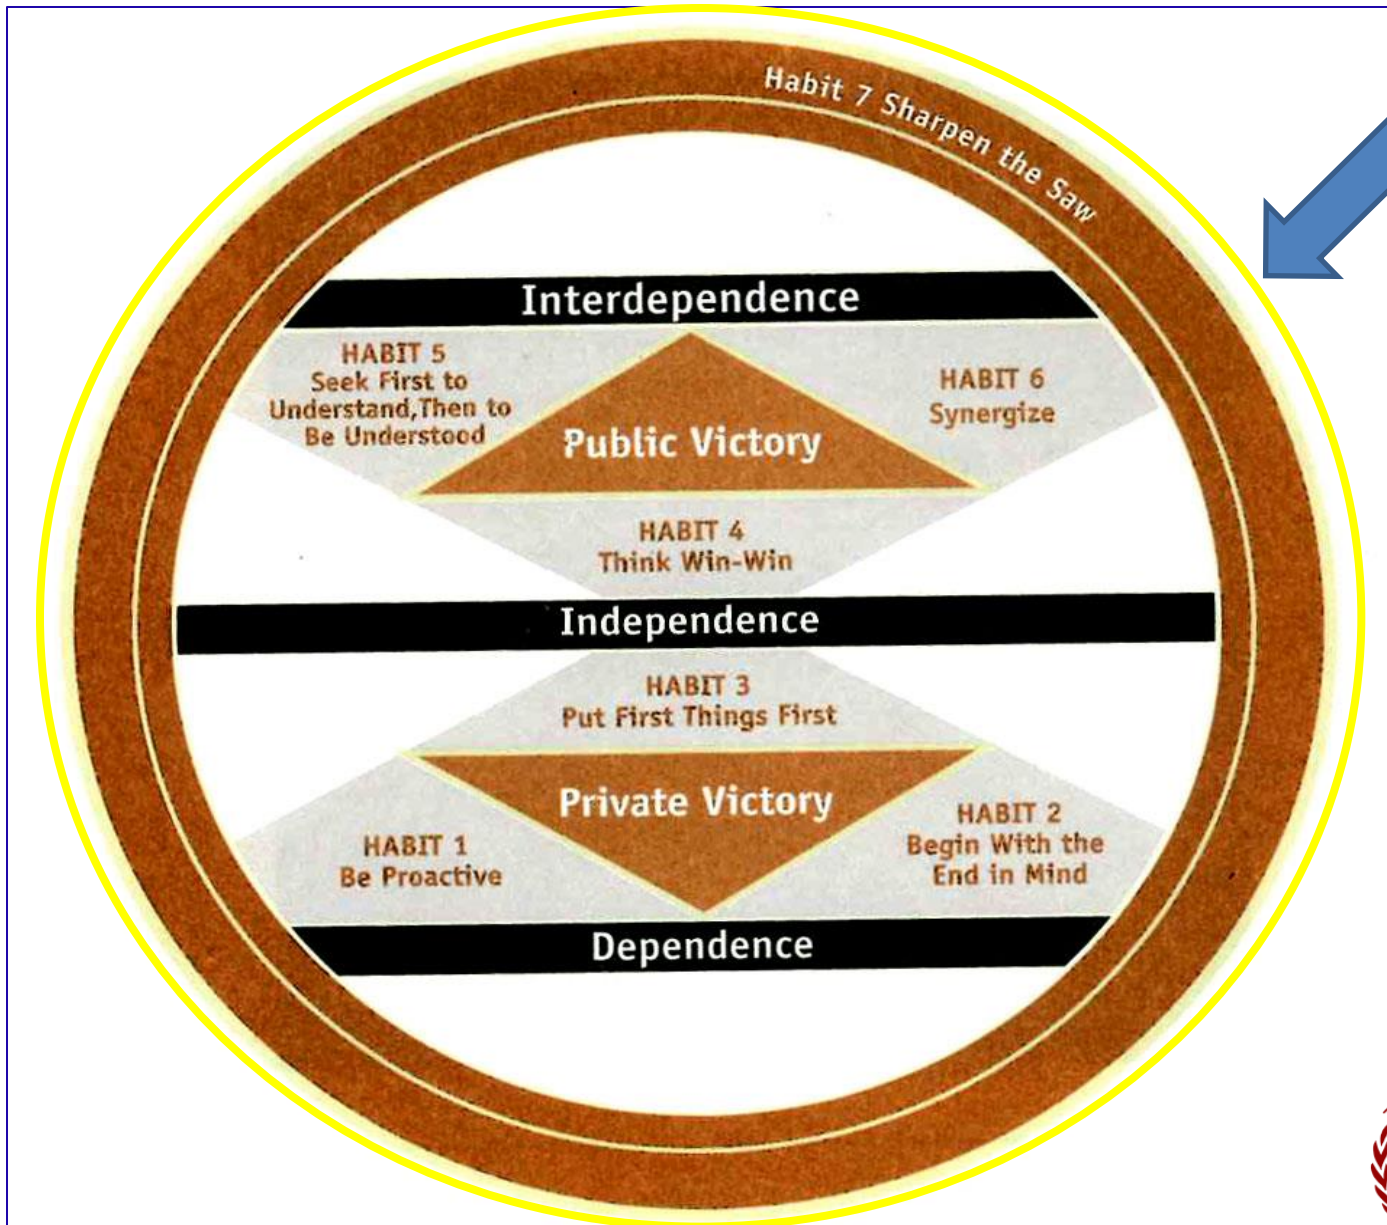 Habit 7 Sharpen the Saw
Interdependence
HABIT 5
Seek First to
Understand,Then to
Be Understood
HABIT 6
Synergize
Public Victory
HABIT 4
Think Win-Win
Independence
HABIT 3
Put First Things First
Private Victory
HABIT 1
Be Proactive
HABIT 2
Begin With the
End in Mind
Dependence